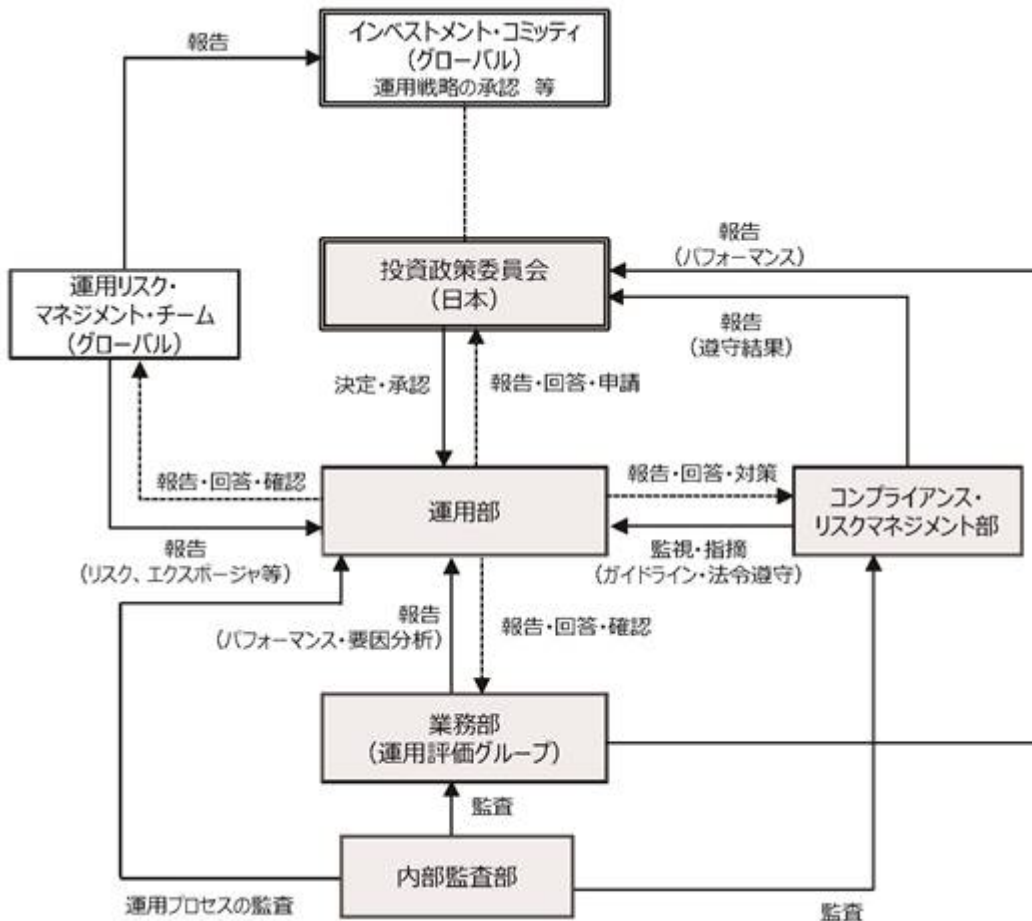 報告
インベストメント・コミッティ
(グローバル)
運用戦略の承認 等
報告
(パフォーマンス)
投資政策委員会
(日本)
運用リスク・
マネジメント・チーム
(グローバル)
報告
(遵守結果)
決定・承認
報告・回答・申請
報告・回答・確認
運用部
報告・回答・対策
コンプライアンス・
リスクマネジメント部
報告
(リスク、エクスポージャ等)
監視・指摘
(ガイドライン・法令遵守)
報告
(パフォーマンス・要因分析)
報告・回答・確認
業務部
(運用評価グループ)
監査
内部監査部
運用プロセスの監査
監査